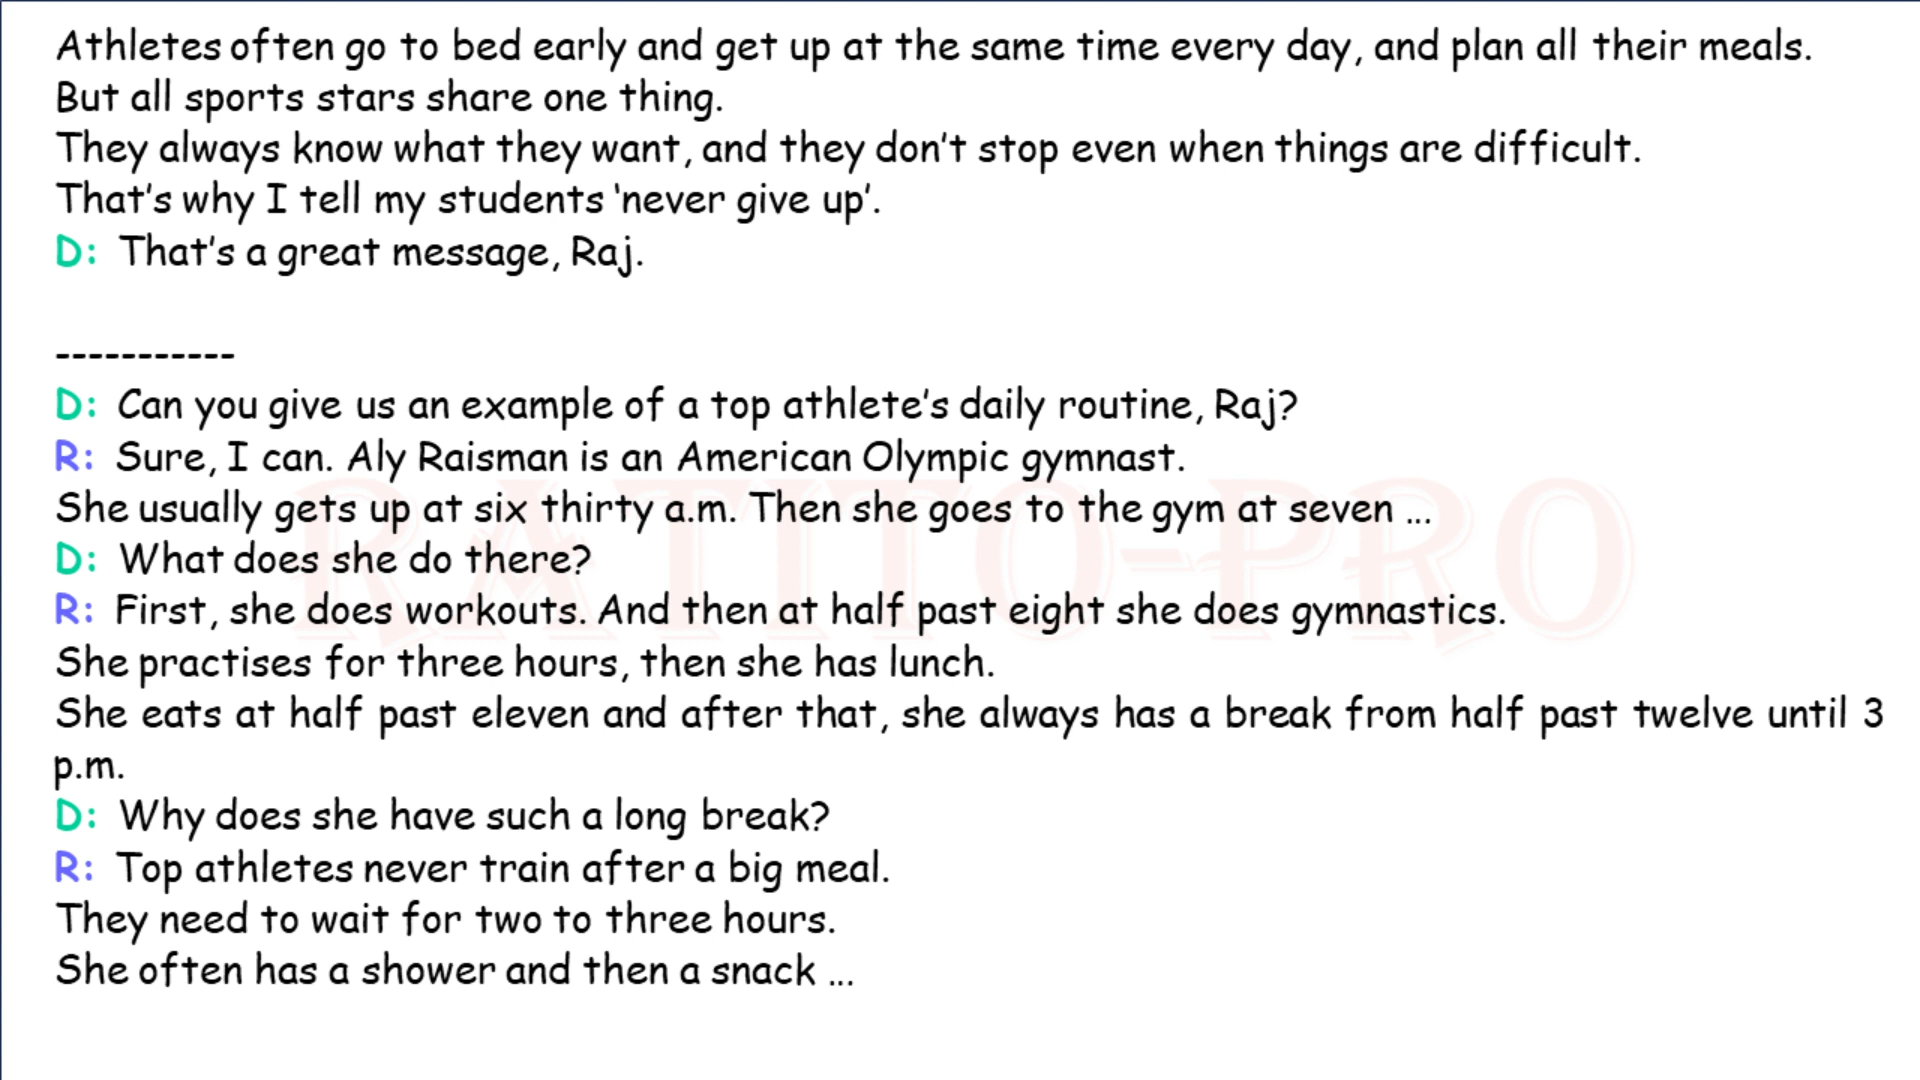 Athletes often go to bed early and get up at the same time every day, and plan all their meals.
But all sports stars share one thing.
They always know what they want, and they don't stop even when things are difficult.
That's why I tell my students 'never give up'.
D: That's a great message, Raj.
-----------
D: Can you give us an example of a top athlete's daily routine, Raj?
R: Sure, I can. Aly Raisman is an American Olympic gymnast.
She usually gets up at six thirty a.m. Then she goes to the gym at seven ...
D: What does she do there?
R: First, she does workouts. And then at half past eight she does gymnastics.
RATITO-PRO
She practises for three hours, then she has lunch.
She eats at half past eleven and after that, she always has a break from half past twelve until 3
p.m.
D: Why does she have such a long break?
R: Top athletes never train after a big meal.
They need to wait for two to three hours.
She often has a shower and then a snack ...